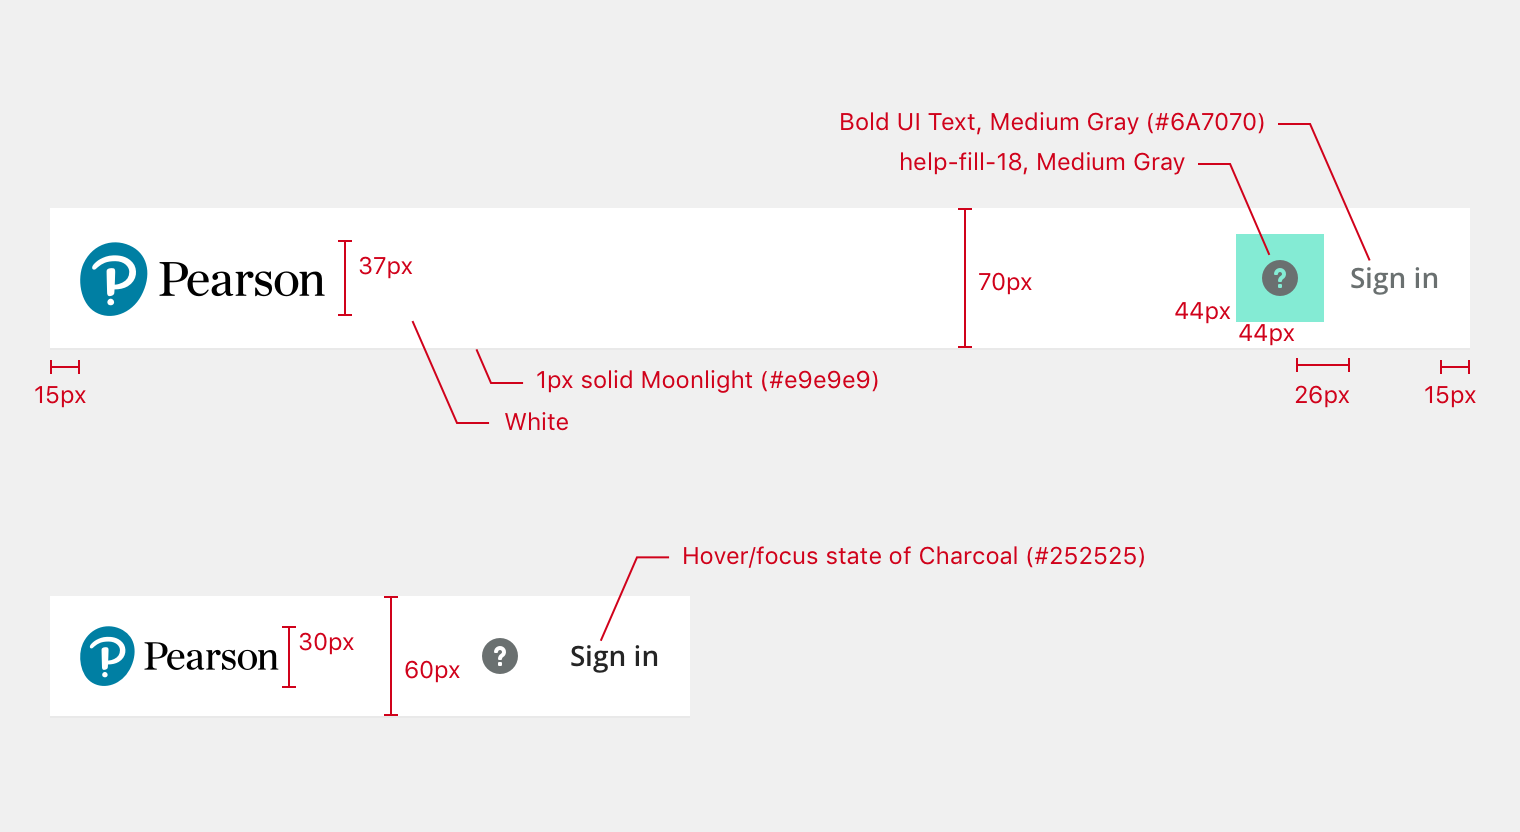 Bold UI Text, Medium Gray (#6A7070)
help-fill-18, Medium Gray
Pearson
37px
70px
?
Sign in
44px
44px
15px
1px solid Moonlight (#e9e9e9)
26px
15px
White
Hover/focus state of Charcoal (#252525)
Pearson
30px
60px
?
Sign in